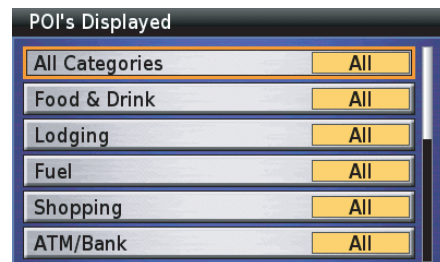 POI's Displayed
All Categories All
Food & Drink All
Lodging All
Fuel All
Shopping All
ATM/Bank All